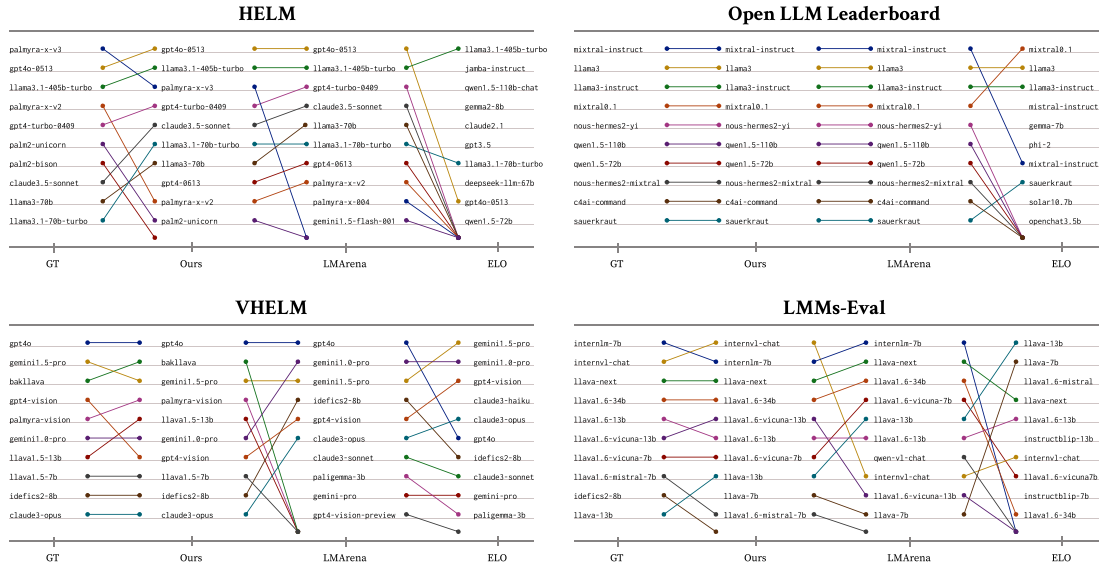 HELM
palmyra-x-v3 gpt4o-0513 gpt4o-0513 llama3.1-405b-turbo
gpt4o-0513 llama3.1-405b-turbo llama3.1-405b-turbo jamba-instruct
llama3.1-405b-turbo palmyra-x-v3 gpt4-turbo-0409 qwen1.5-110b-chat
palmyra-x-v2 gpt4-turbo-0409 claude3.5-sonnet gemma2-8b
gpt4-turbo-0409 claude3.5-sonnet llama3-70b claude2.1
palm2-unicorn llama3.1-70b-turbo llama3.1-70b-turbo gpt3.5
palm2-bison llama3-70b gpt4-0613 llama3.1-70b-turbo
claude3.5-sonnet gpt4-0613 palmyra-x-v2 deepseek-llm-67b
llama3-70b palmyra-x-v2 palmyra-x-004 gpt4o-0513
llama3.1-70b-turbo palm2-unicorn gemini1.5-flash-001 qwen1.5-72b
GT Ours LMArena ELO
Open LLM Leaderboard
mixtral-instruct mixtral-instruct mixtral-instruct mixtral0.1
llama3 llama3 llama3 llama3
llama3-instruct llama3-instruct llama3-instruct llama3-instruct
mixtral0.1 mixtral0.1 mixtral0.1 mistral-instruct
nous-hermes2-yi nous-hermes2-yi nous-hermes2-yi gemma-7b
qwen1.5-110b qwen1.5-110b qwen1.5-110b phi-2
qwen1.5-72b qwen1.5-72b qwen1.5-72b mixtral-instruct
nous-hermes2-mixtral nous-hermes2-mixtral nous-hermes2-mixtral sauerkraut
c4ai-command c4ai-command c4ai-command solar10.7b
sauerkraut sauerkraut sauerkraut openchat3.5b
GT Ours LMArena ELO
VHELM
gpt4o gpt4o gpt4o gemini1.5-pro
gemini1.5-pro bakllava gemini1.0-pro gemini1.0-pro
bakllava gemini1.5-pro gemini1.5-pro gpt4-vision
gpt4-vision palmyra-vision idefics2-8b claude3-haiku
palmyra-vision llava1.5-13b gpt4-vision claude3-opus
gemini1.0-pro gemini1.0-pro claude3-opus gpt4o
llava1.5-13b gpt4-vision claude3-sonnet idefics2-8b
llava1.5-7b llava1.5-7b paligemma-3b claude3-sonnet
idefics2-8b idefics2-8b gemini-pro gemini-pro
claude3-opus claude3-opus gpt4-vision-preview paligemma-3b
GT Ours LMArena ELO
LMMs-Eval
internlm-7b internvl-chat internlm-7b llava-13b
internvl-chat internlm-7b llava-next llava-7b
llava-next llava-next llava1.6-34b llava1.6-mistral
llava1.6-34b llava1.6-34b llava1.6-vicuna-7b llava-next
llava1.6-13b llava1.6-vicuna-13b llava-13b llava1.6-13b
llava1.6-vicuna-13b llava1.6-13b llava1.6-13b instructblip-13b
llava1.6-vicuna-7b llava1.6-vicuna-7b qwen-vl-chat internvl-chat
llava1.6-mistral-7b llava-13b internvl-chat llava1.6-vicuna7b
idefics2-8b llava-7b llava1.6-vicuna-13b instructblip-7b
llava-13b llava1.6-mistral-7b llava-7b llava1.6-34b
GT Ours LMArena ELO